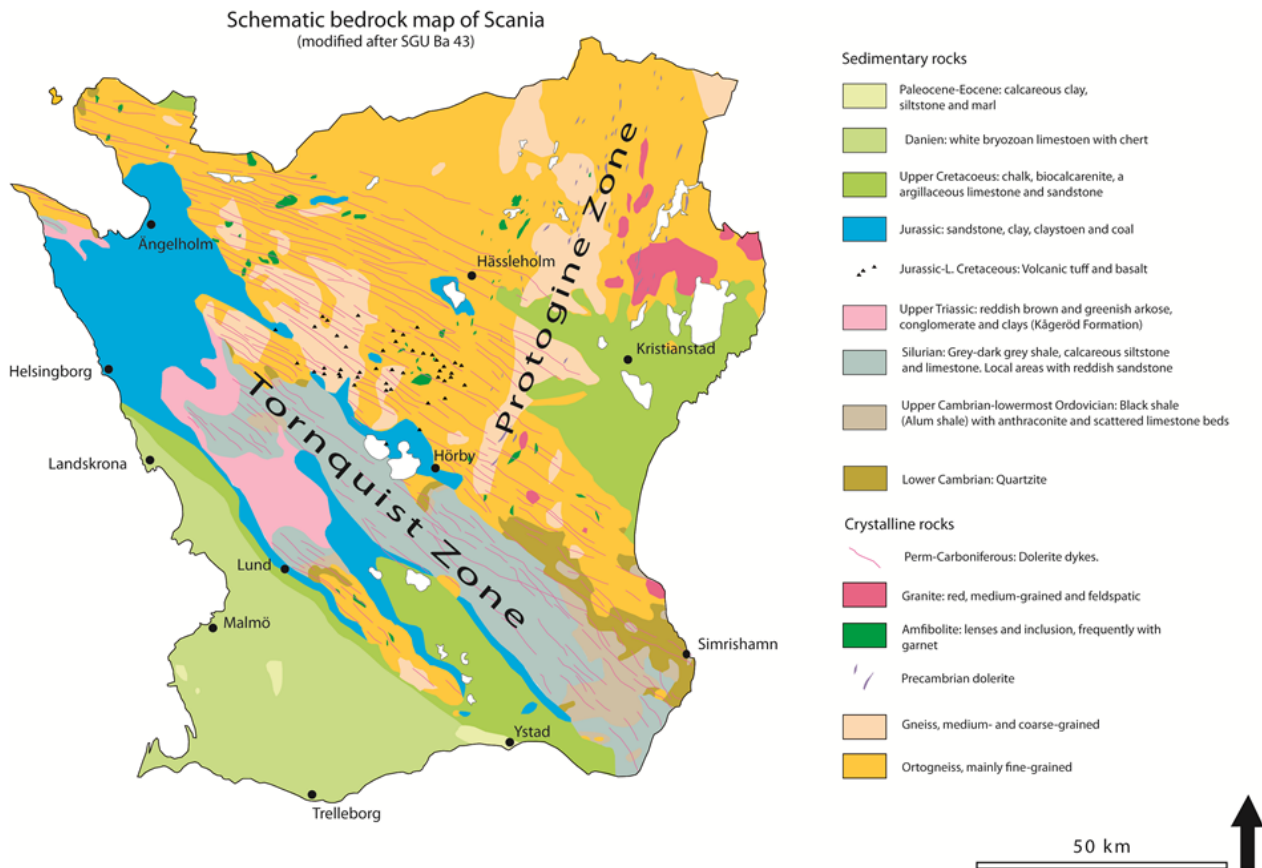 Schematic bedrock map of Scania
(modified after SGU Ba 43)
Ängelholm
Hässleholm
Helsingborg
Kristianstad
Landskrona
Hörby
Lund
Malmö
Simrishamn
Ystad
Trelleborg
Protogine Zone
Tornquist Zone
Sedimentary rocks
Paleocene-Eocene: calcareous clay,
siltstone and marl
Danien: white bryozoan limestoen with chert
Upper Cretacoeus: chalk, biocalcarenite, a
argillaceous limestone and sandstone
Jurassic: sandstone, clay, claystoen and coal
Jurassic-L. Cretaceous: Volcanic tuff and basalt
Upper Triassic: reddish brown and greenish arkose,
conglomerate and clays (Kågeröd Formation)
Silurian: Grey-dark grey shale, calcareous siltstone
and limestone. Local areas with reddish sandstone
Upper Cambrian-lowermost Ordovician: Black shale
(Alum shale) with anthraconite and scattered limestone beds
Lower Cambrian: Quartzite
Crystalline rocks
Perm-Carboniferous: Dolerite dykes.
Granite: red, medium-grained and feldspatic
Amfibolite: lenses and inclusion, frequently with
garnet
Precambrian dolerite
Gneiss, medium- and coarse-grained
Ortogneiss, mainly fine-grained
50 km